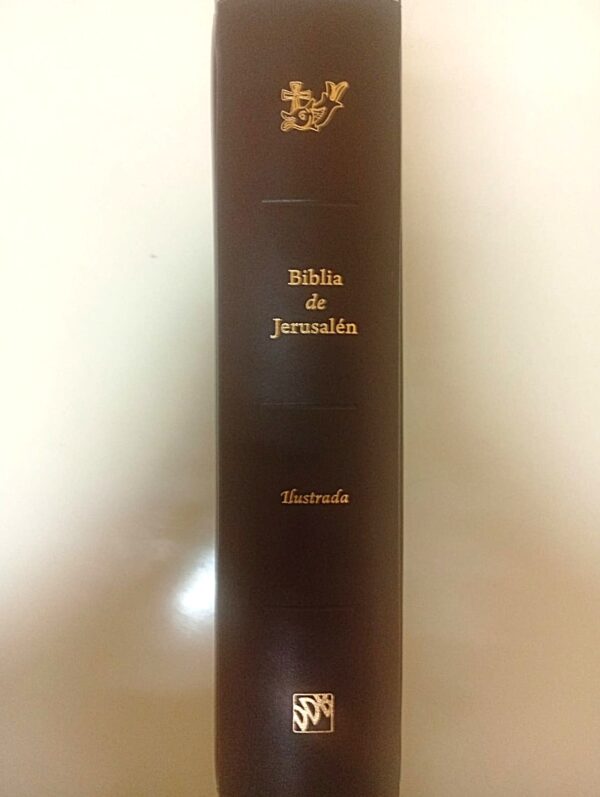 Biblia
de
Jerusalén
Ilustrada